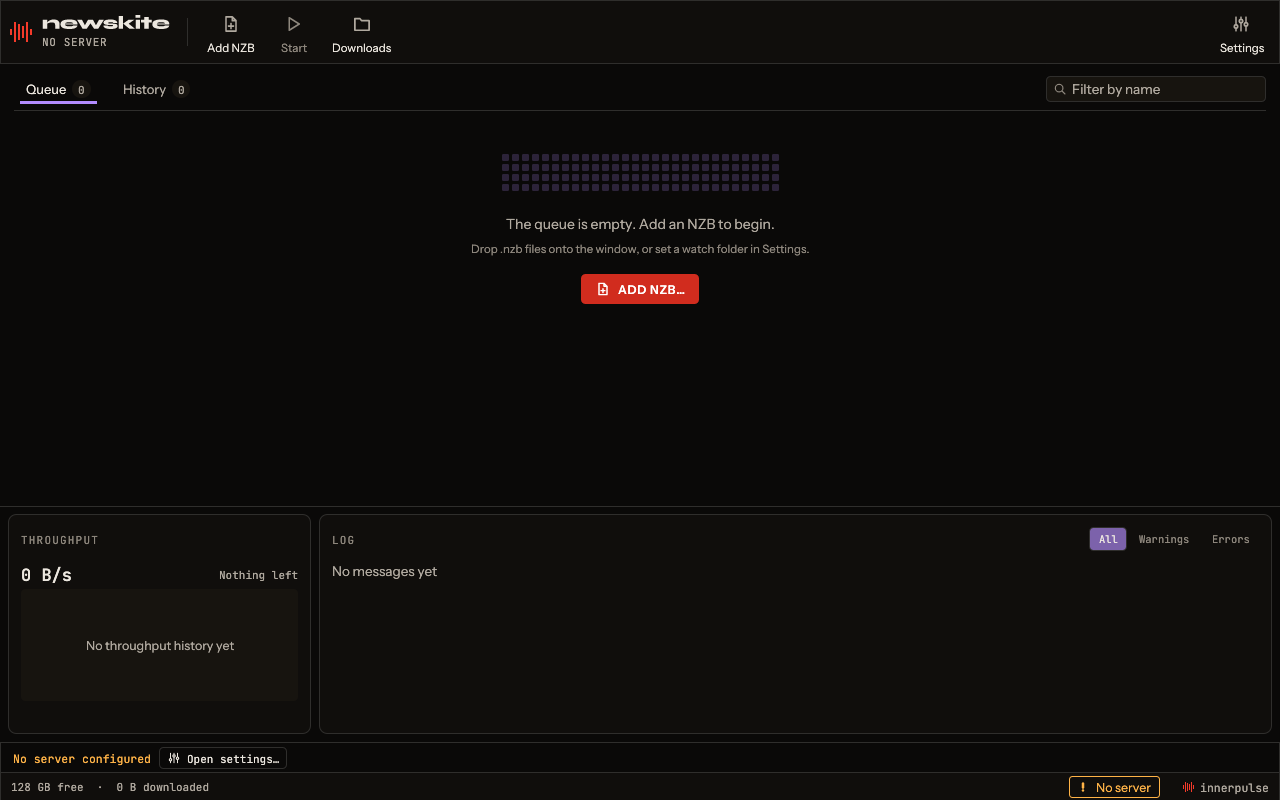 newskite
NO SERVER
Add NZB
Start
Downloads
Settings
Queue 0
History 0
Filter by name
The queue is empty. Add an NZB to begin.
Drop .nzb files onto the window, or set a watch folder in Settings.
ADD NZB…
THROUGHPUT
0 B/s
Nothing left
No throughput history yet
LOG
All
Warnings
Errors
No messages yet
No server configured
Open settings…
128 GB free · 0 B downloaded
! No server
innerpulse